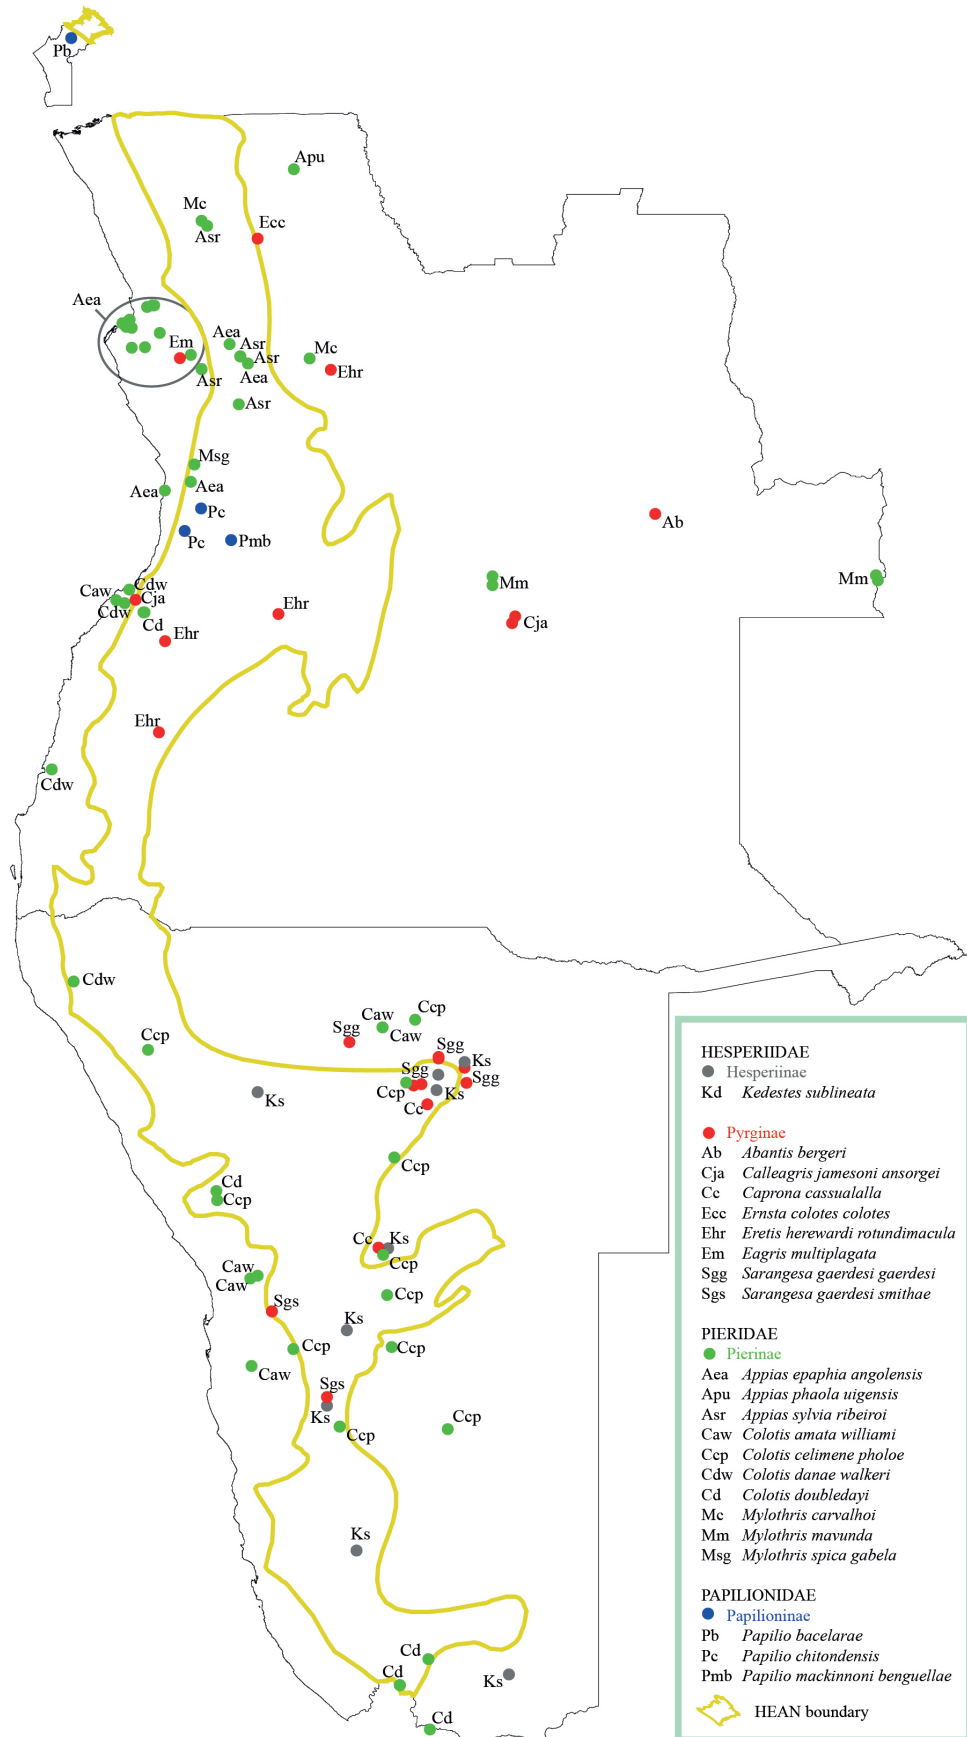 Pb
Apu
Mc
Asr
Ecc
Aea
Em
Aea
Asr
Asr
Aea
Mc
Ehr
Asr
Asr
Msg
Aea
Aea
Pc
Pc
Pmb
Ab
Mm
Mm
Cdw
Caw
Cja
Cdw
Cd
Ehr
Ehr
Cja
Ehr
Cdw
Cdw
Ccp
Caw
Ccp
Caw
Sgg
Sgg
Ks
Sgg
Sgg
Ccp
Ks
Cc
Ks
Ccp
Cd
Ccp
Cc
Ks
Ccp
Caw
Caw
Ccp
Sgs
Ks
Ccp
Ccp
Caw
Sgs
Ks
Ccp
Ccp
Ks
Cd
Cd
Ks
Cd
HESPERIIDAE
Hesperiinae
Kd Kedestes sublineata
Pyrginae
Ab Abantis bergeri
Cja Calleagris jamesoni ansorgei
Cc Caprona cassualalla
Ecc Ernsta colotes colotes
Ehr Eretis herewardi rotundimacula
Em Eagris multiplagata
Sgg Sarangesa gaerdesi gaerdesi
Sgs Sarangesa gaerdesi smithae
PIERIDAE
Pierinae
Aea Appias epaphia angolensis
Apu Appias phaola uigensis
Asr Appias sylvia ribeiroi
Caw Colotis amata williami
Ccp Colotis celimene pholoe
Cdw Colotis danae walkeri
Cd Colotis doubledayi
Mc Mylothris carvalhoi
Mm Mylothris mavunda
Msg Mylothris spica gabela
PAPILIONIDAE
Papilioninae
Pb Papilio bacelarae
Pc Papilio chitondensis
Pmb Papilio mackinnoni benguellae
HEAN boundary